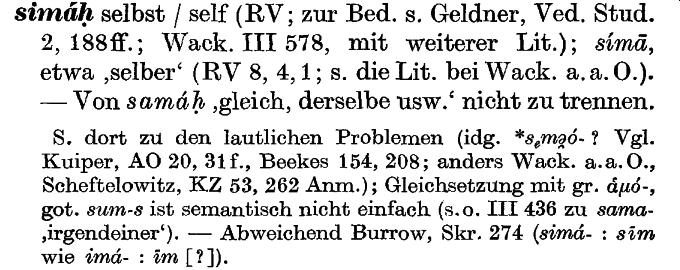 simáḥ selbst / self (RV; zur Bed. s. Geldner, Ved. Stud.
2, 188ff.; Wack. III 578, mit weiterer Lit.); símā,
etwa ‚selber‘ (RV 8, 4, 1; s. die Lit. bei Wack. a. a. O.).
— Von samáḥ ‚gleich, derselbe usw.‘ nicht zu trennen.
S. dort zu den lautlichen Problemen (idg. *sₑmə̯ó- ? Vgl.
Kuiper, AO 20, 31 f., Beekes 154, 208; anders Wack. a. a. O.,
Scheftelowitz, KZ 53, 262 Anm.); Gleichsetzung mit gr. ἁμό-,
got. sum-s ist semantisch nicht einfach (s. o. III 436 zu sama-
‚irgendeiner‘). — Abweichend Burrow, Skr. 274 (simá- : sīm
wie imá- : īm [?]).